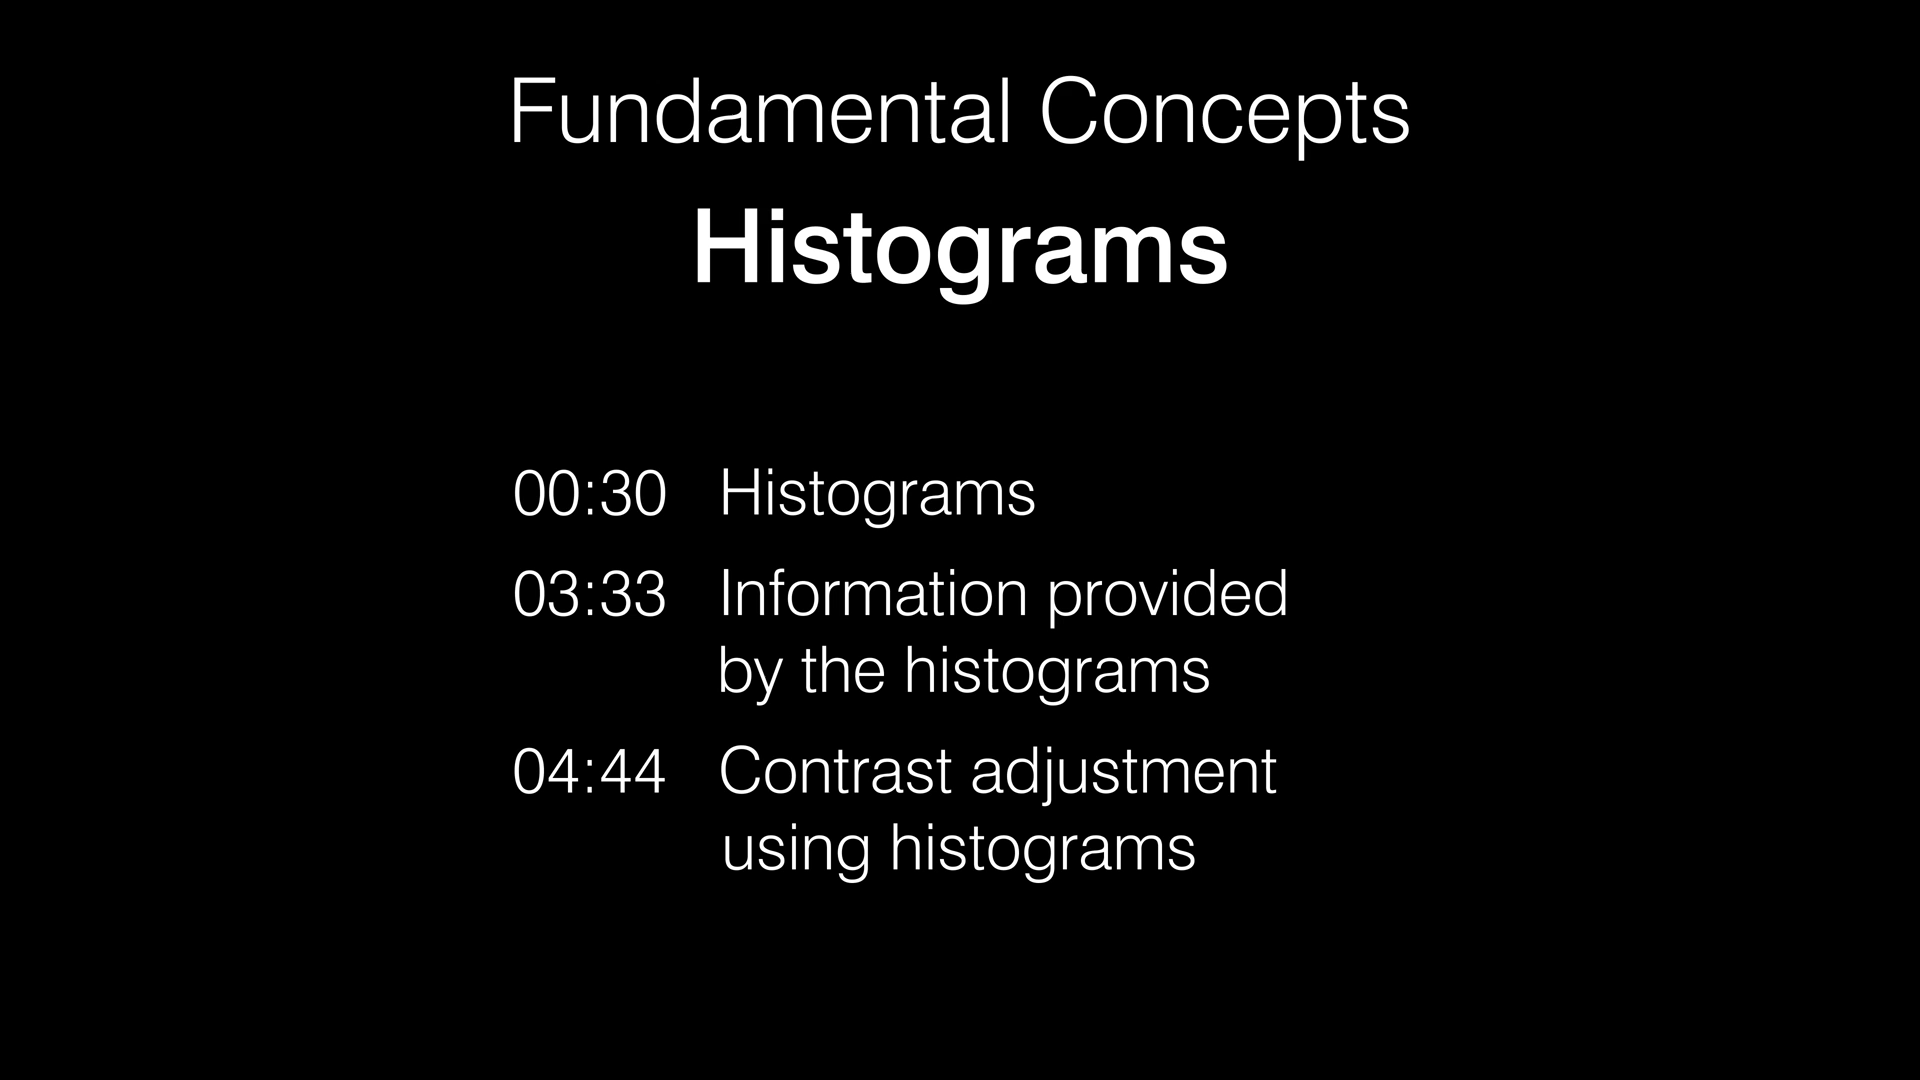 Fundamental Concepts
Histograms
00:30 Histograms
03:33 Information provided
by the histograms
04:44 Contrast adjustment
using histograms